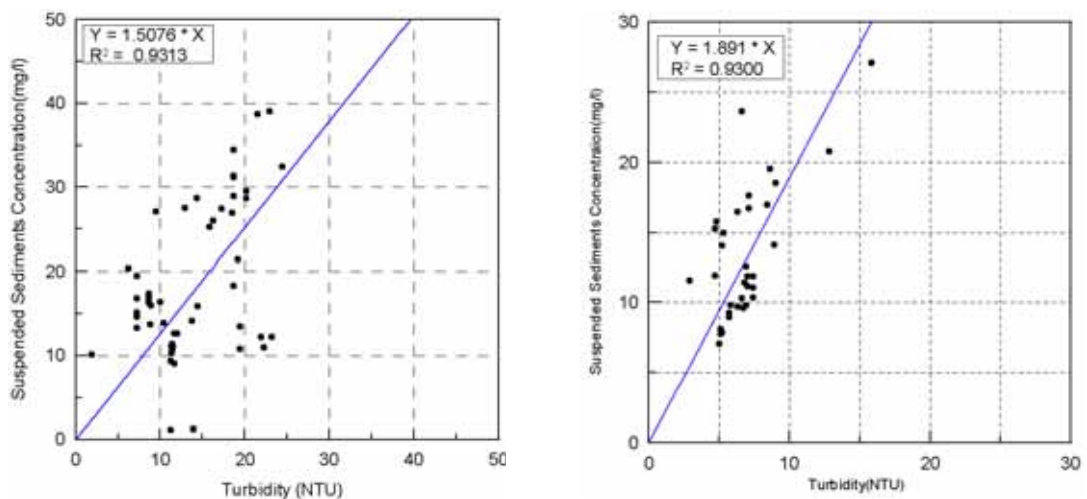 50
Y = 1.5076 * X
R² = 0.9313
40
30
20
10
0
Suspended Sediments Concentration(mg/l)
0 10 20 30 40 50
Turbidity (NTU)
30
Y = 1.891 * X
R² = 0.9300
20
10
0
Suspended Sediments Concentraion(mg/l)
0 10 20 30
Turbidity(NTU)